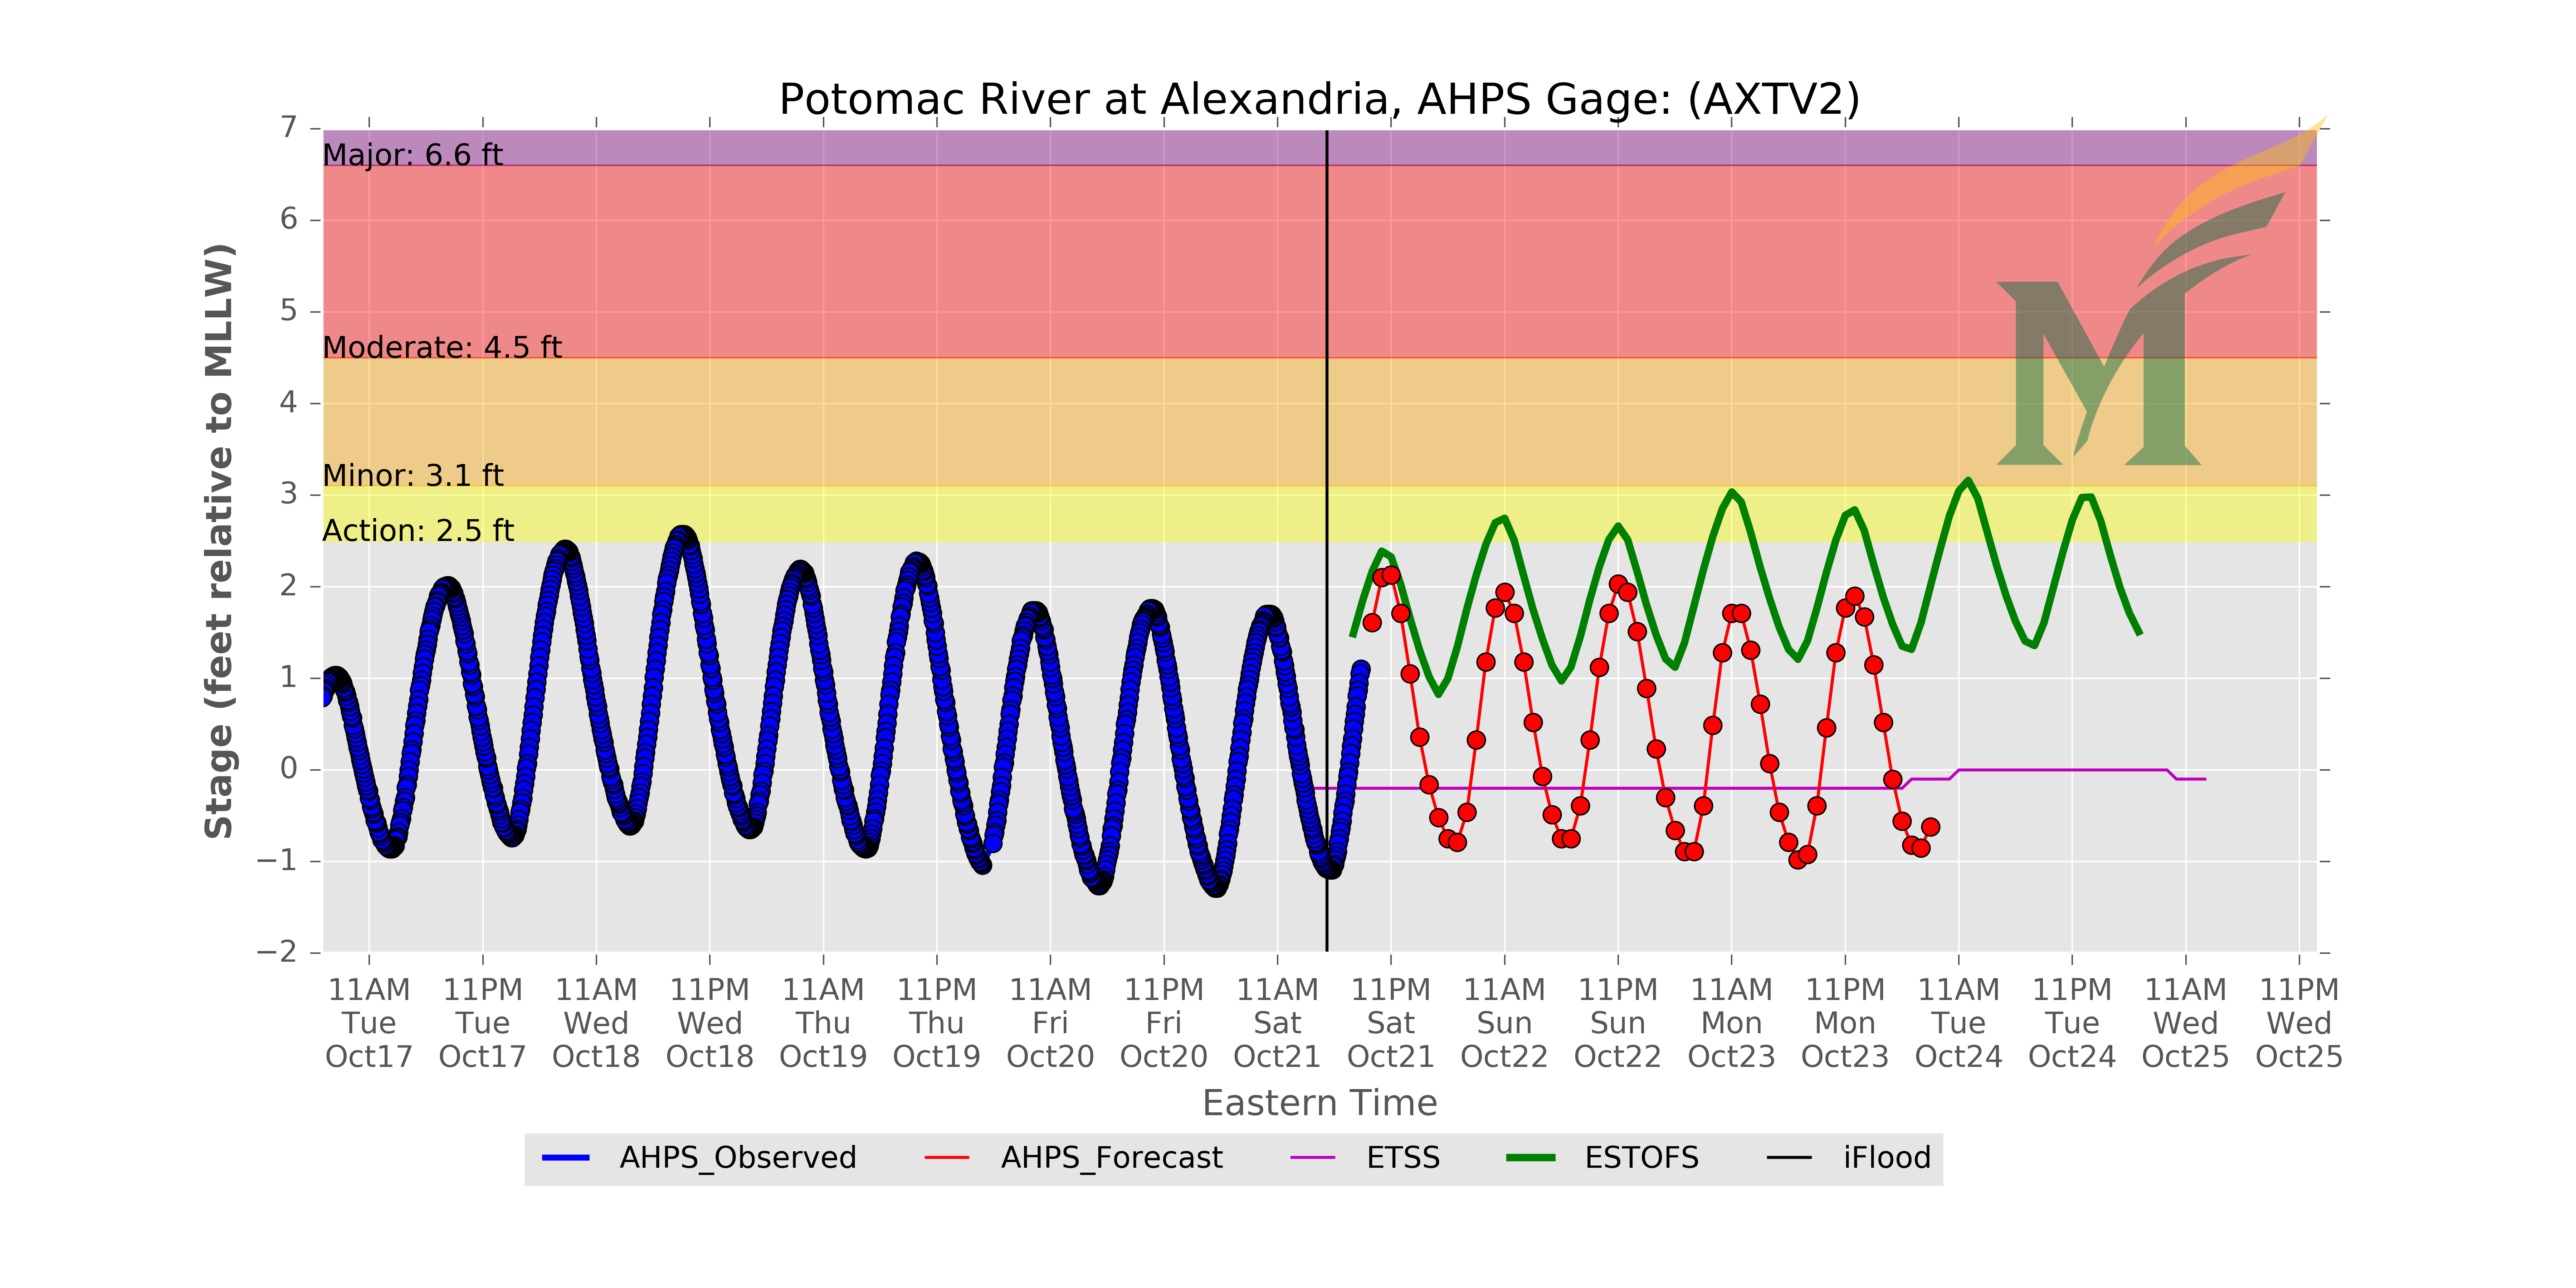 Potomac River at Alexandria, AHPS Gage: (AXTV2)
Stage (feet relative to MLLW)
7
6
5
4
3
2
1
0
−1
−2
Major: 6.6 ft
Moderate: 4.5 ft
Minor: 3.1 ft
Action: 2.5 ft
M
11AM 11PM 11AM 11PM 11AM 11PM 11AM 11PM 11AM 11PM 11AM 11PM 11AM 11PM 11AM 11PM 11AM 11PM
Tue Tue Wed Wed Thu Thu Fri Fri Sat Sat Sun Sun Mon Mon Tue Tue Wed Wed
Oct17 Oct17 Oct18 Oct18 Oct19 Oct19 Oct20 Oct20 Oct21 Oct21 Oct22 Oct22 Oct23 Oct23 Oct24 Oct24 Oct25 Oct25
Eastern Time
AHPS_Observed AHPS_Forecast ETSS ESTOFS iFlood